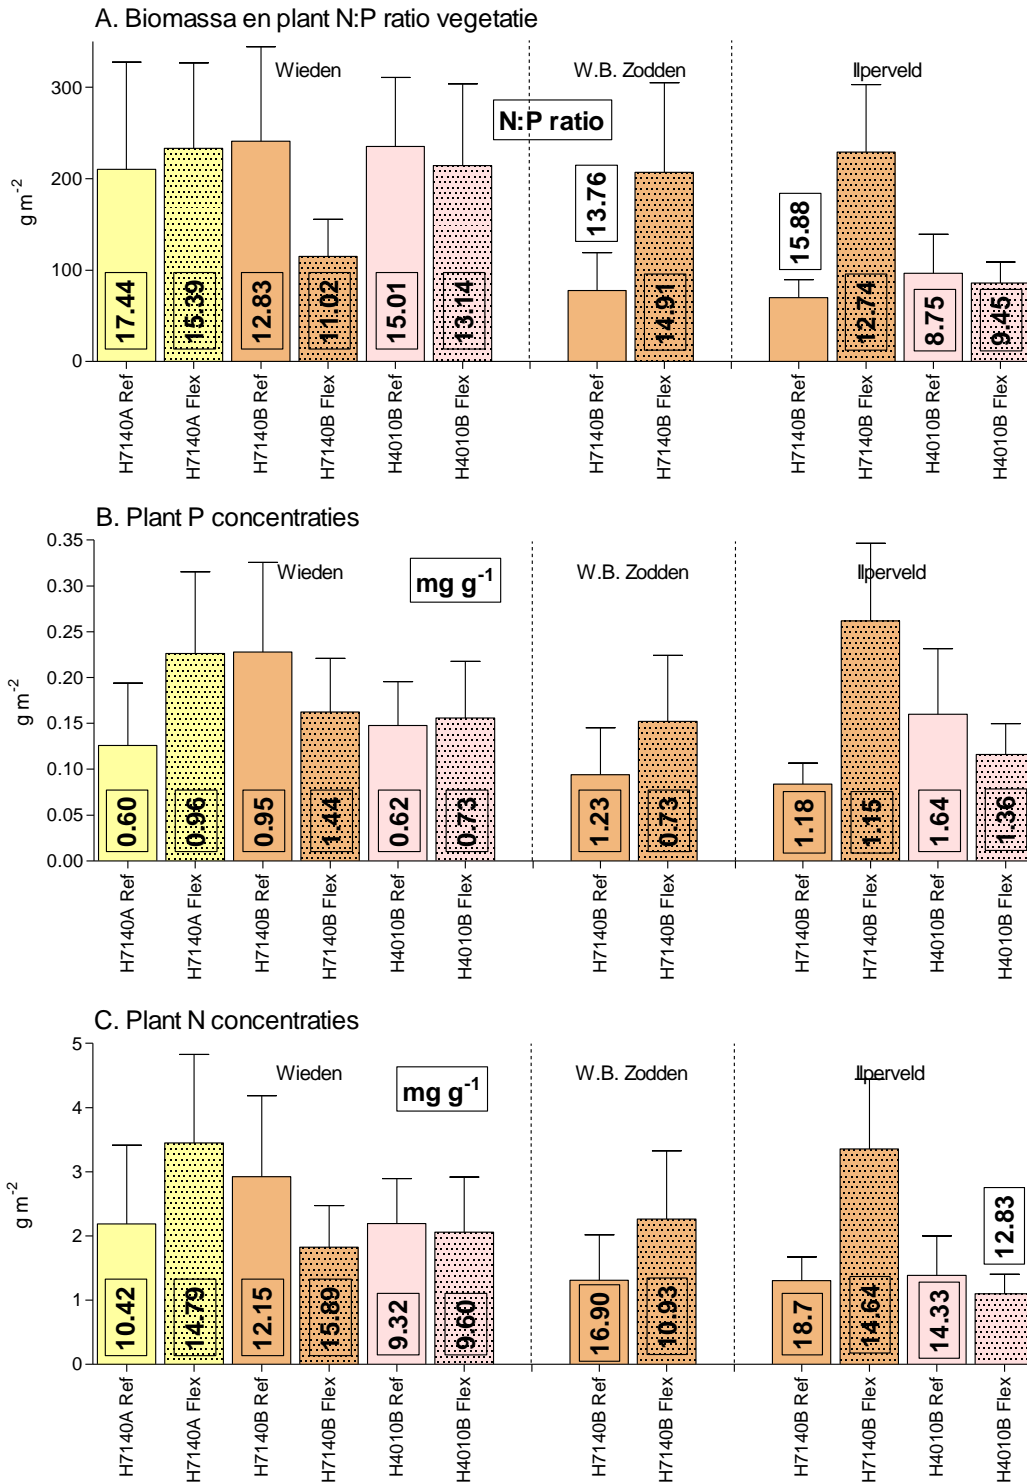 A. Biomassa en plant N:P ratio vegetatie
Wieden
W.B. Zodden
Ilperveld
N:P ratio
g m-2
300
200
100
0
17.44
15.39
12.83
11.02
15.01
13.14
13.76
14.91
15.88
12.74
8.75
9.45
H7140A Ref
H7140A Flex
H7140B Ref
H7140B Flex
H4010B Ref
H4010B Flex
H7140B Ref
H7140B Flex
H7140B Ref
H7140B Flex
H4010B Ref
H4010B Flex
B. Plant P concentraties
Wieden
W.B. Zodden
Ilperveld
mg g-1
g m-2
0.35
0.30
0.25
0.20
0.15
0.10
0.05
0.00
0.60
0.96
0.95
1.44
0.62
0.73
1.23
0.73
1.18
1.15
1.64
1.36
H7140A Ref
H7140A Flex
H7140B Ref
H7140B Flex
H4010B Ref
H4010B Flex
H7140B Ref
H7140B Flex
H7140B Ref
H7140B Flex
H4010B Ref
H4010B Flex
C. Plant N concentraties
Wieden
W.B. Zodden
Ilperveld
mg g-1
g m-2
5
4
3
2
1
0
10.42
14.79
12.15
15.89
9.32
9.60
16.90
10.93
18.7
14.64
14.33
12.83
H7140A Ref
H7140A Flex
H7140B Ref
H7140B Flex
H4010B Ref
H4010B Flex
H7140B Ref
H7140B Flex
H7140B Ref
H7140B Flex
H4010B Ref
H4010B Flex